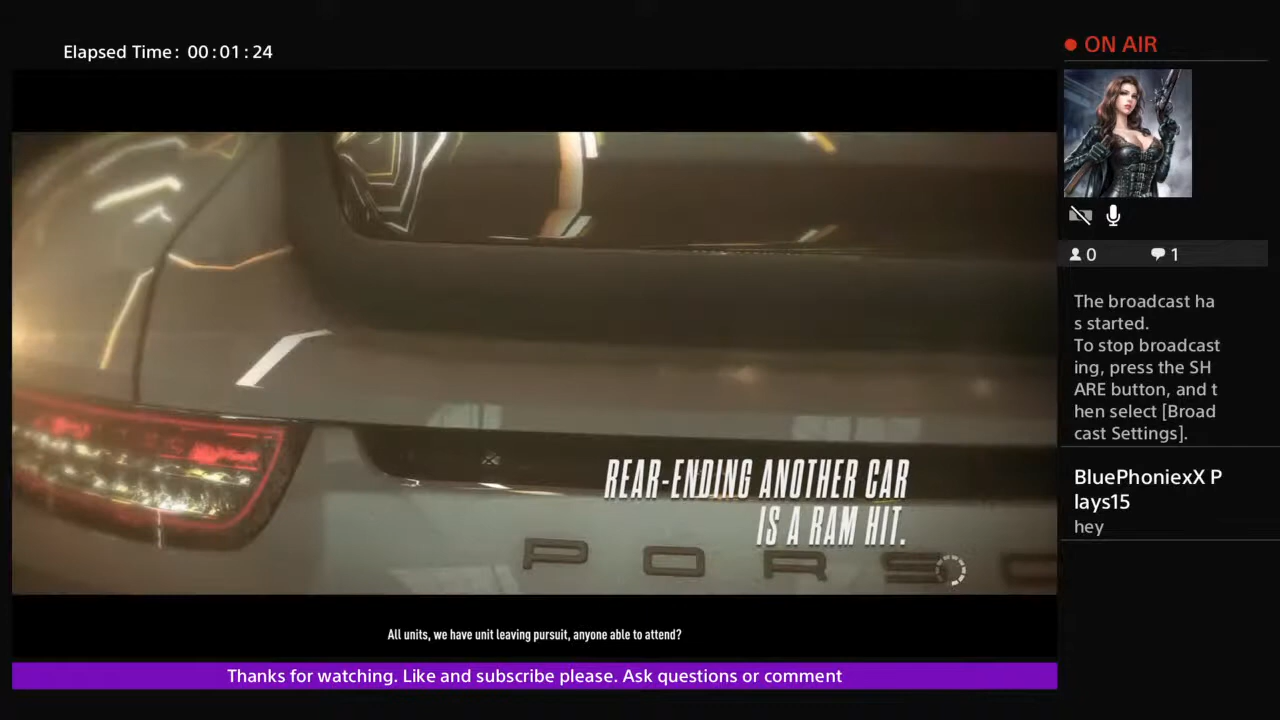 Elapsed Time: 00:01:24
ON AIR
0
1
The broadcast ha
s started.
To stop broadcast
ing, press the SH
ARE button, and t
hen select [Broad
cast Settings].
BluePhoniexX P
lays15
hey
REAR-ENDING ANOTHER CAR
IS A RAM HIT.
PORSC
All units, we have unit leaving pursuit, anyone able to attend?
Thanks for watching. Like and subscribe please. Ask questions or comment